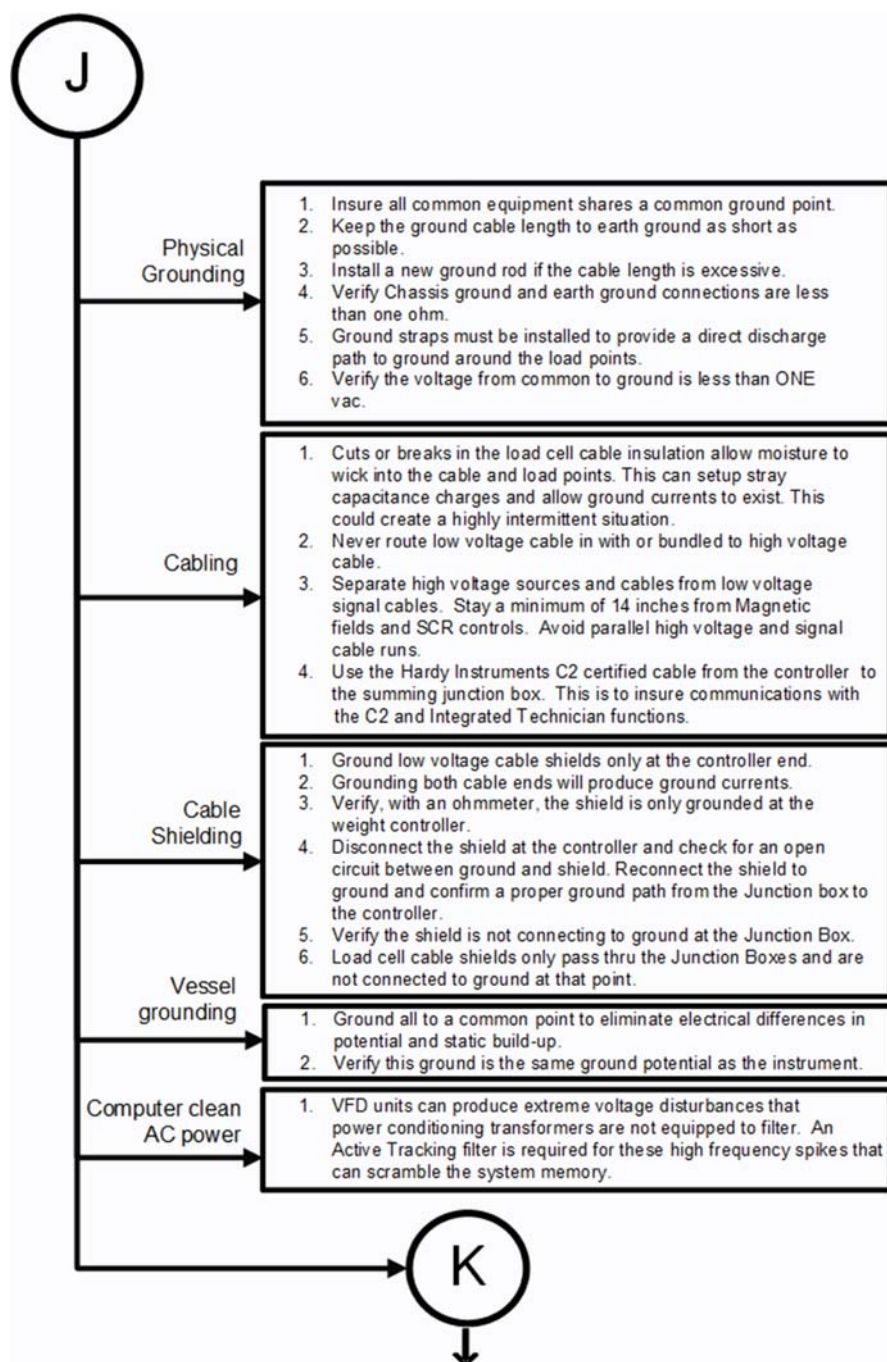 J
Physical
Grounding
1. Insure all common equipment shares a common ground point.
2. Keep the ground cable length to earth ground as short as
possible.
3. Install a new ground rod if the cable length is excessive.
4. Verify Chassis ground and earth ground connections are less
than one ohm.
5. Ground straps must be installed to provide a direct discharge
path to ground around the load points.
6. Verify the voltage from common to ground is less than ONE
vac.
Cabling
1. Cuts or breaks in the load cell cable insulation allow moisture to
wick into the cable and load points. This can setup stray
capacitance charges and allow ground currents to exist. This
could create a highly intermittent situation.
2. Never route low voltage cable in with or bundled to high voltage
cable.
3. Separate high voltage sources and cables from low voltage
signal cables. Stay a minimum of 14 inches from Magnetic
fields and SCR controls. Avoid parallel high voltage and signal
cable runs.
4. Use the Hardy Instruments C2 certified cable from the controller to
the summing junction box. This is to insure communications with
the C2 and Integrated Technician functions.
Cable
Shielding
1. Ground low voltage cable shields only at the controller end.
2. Grounding both cable ends will produce ground currents.
3. Verify, with an ohmmeter, the shield is only grounded at the
weight controller.
4. Disconnect the shield at the controller and check for an open
circuit between ground and shield. Reconnect the shield to
ground and confirm a proper ground path from the Junction box to
the controller.
5. Verify the shield is not connecting to ground at the Junction Box.
6. Load cell cable shields only pass thru the Junction Boxes and are
not connected to ground at that point.
Vessel
grounding
1. Ground all to a common point to eliminate electrical differences in
potential and static build-up.
2. Verify this ground is the same ground potential as the instrument.
Computer clean
AC power
1. VFD units can produce extreme voltage disturbances that
power conditioning transformers are not equipped to filter. An
Active Tracking filter is required for these high frequency spikes that
can scramble the system memory.
K